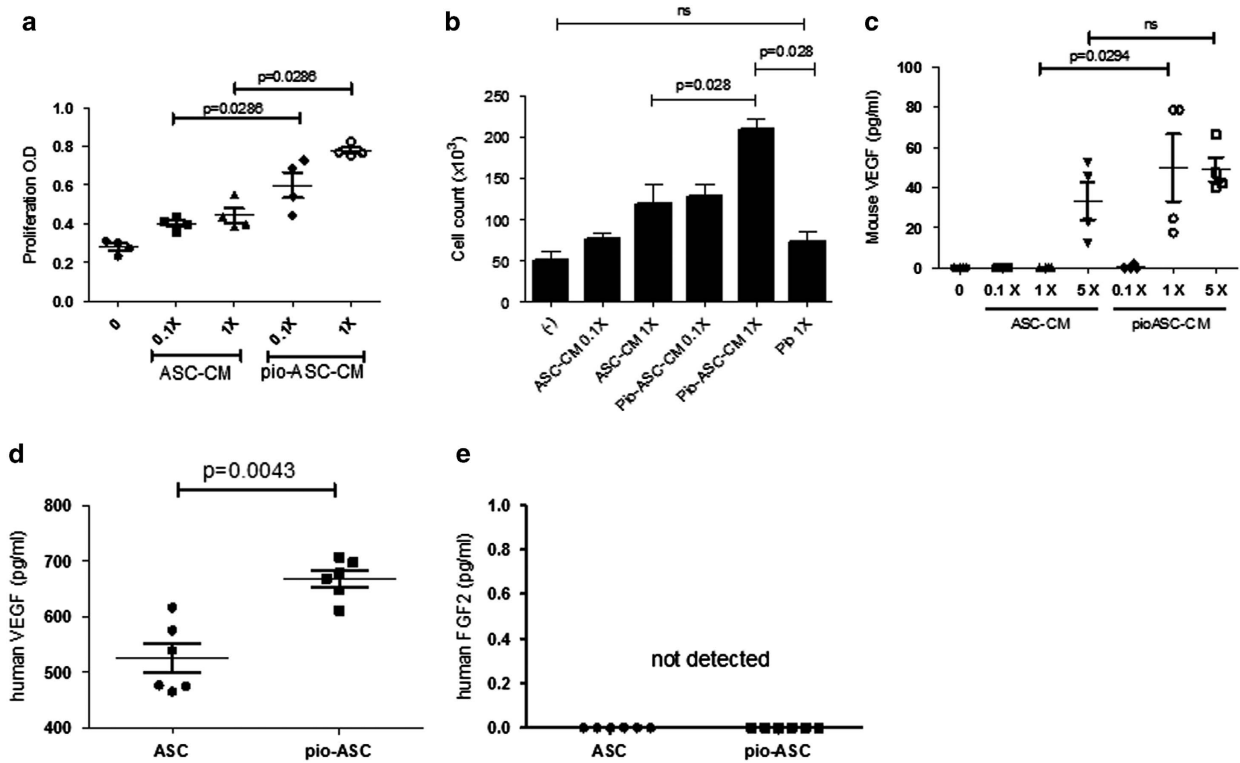 a
p=0.0286
p=0.0286
Proliferation O.D
1.0
0.8
0.6
0.4
0.2
0.0
0
0.1X
1X
0.1X
1X
ASC-CM
pio-ASC-CM
b
ns
p=0.028
p=0.028
Cell count (x10³)
250
200
150
100
50
0
(-)
ASC-CM 0.1X
ASC-CM 1X
Pio-ASC-CM 0.1X
Pio-ASC-CM 1X
Pio 1X
c
ns
p=0.0294
Mouse VEGF (pg/ml)
100
80
60
40
20
0
0
0.1 X
1 X
5 X
0.1 X
1X
5 X
ASC-CM
pioASC-CM
d
p=0.0043
human VEGF (pg/ml)
800
700
600
500
400
ASC
pio-ASC
e
human FGF2 (pg/ml)
1.0
0.8
0.6
0.4
0.2
0.0
not detected
ASC
pio-ASC